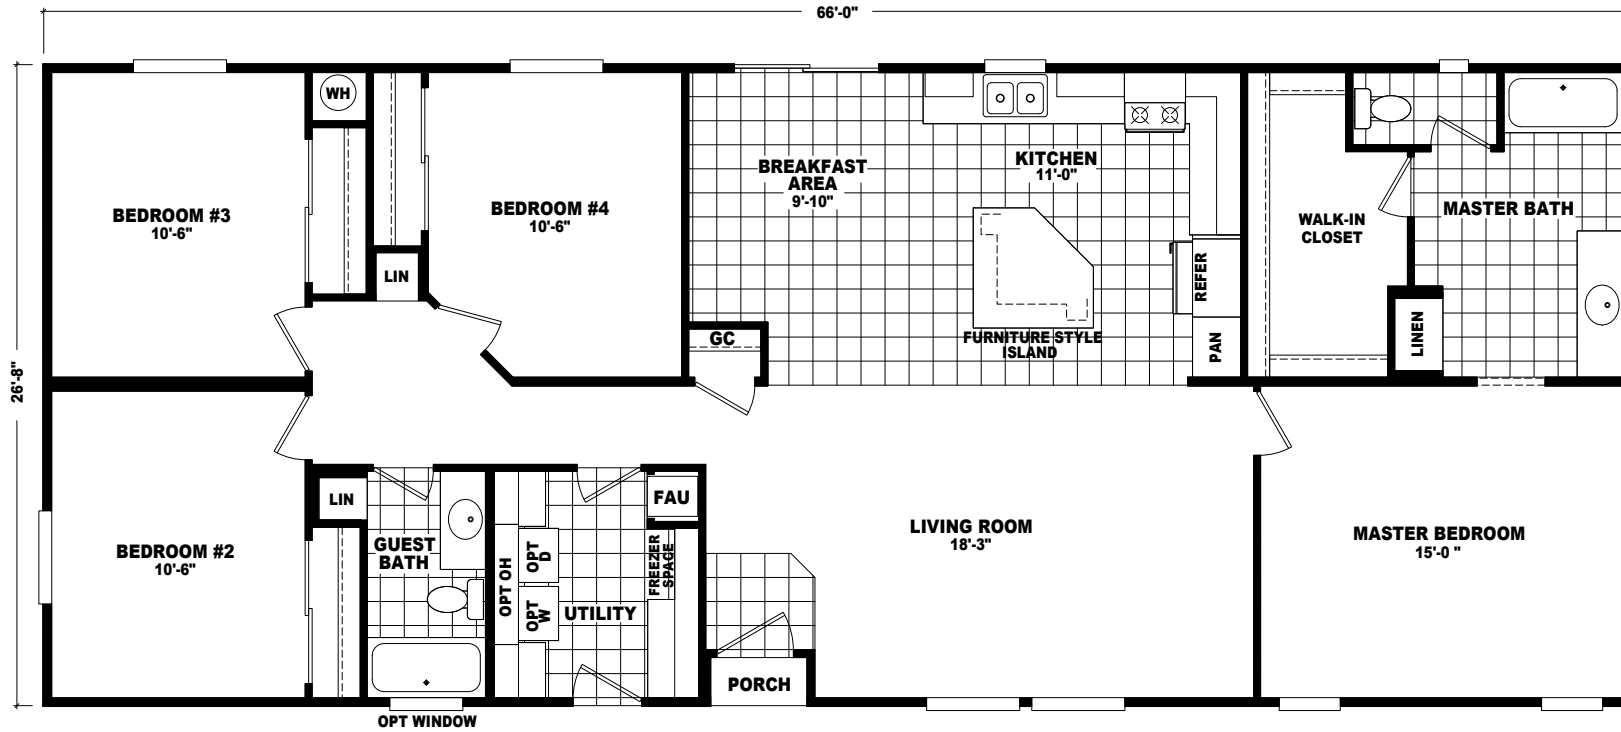 66'-0"
WH
BREAKFAST
AREA
9'-10"
KITCHEN
11'-0"
BEDROOM #3
10'-6"
BEDROOM #4
10'-6"
WALK-IN
CLOSET
MASTER BATH
LIN
REFER
GC
FURNITURE STYLE
ISLAND
PAN
LINEN
26'-8"
LIN
FAU
LIVING ROOM
18'-3"
MASTER BEDROOM
15'-0 "
BEDROOM #2
10'-6"
GUEST
BATH
OPT OH
OPT
D
OPT
W
FREEZER
SPACE
UTILITY
PORCH
OPT WINDOW